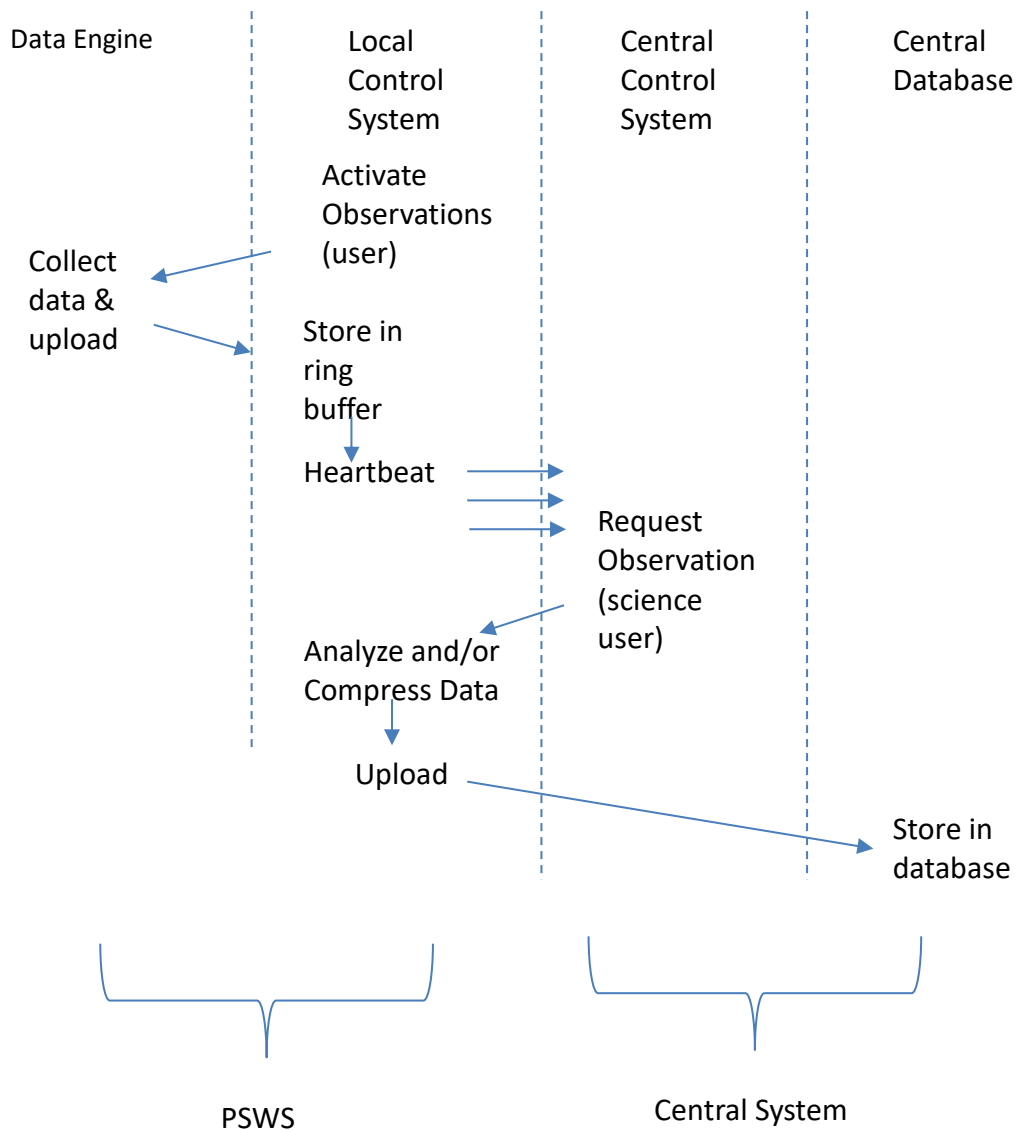 Data Engine
Local
Control
System
Central
Control
System
Central
Database
Activate
Observations
(user)
Collect
data &
upload
Store in
ring
buffer
Heartbeat
Request
Observation
(science
user)
Analyze and/or
Compress Data
Upload
Store in
database
PSWS
Central System